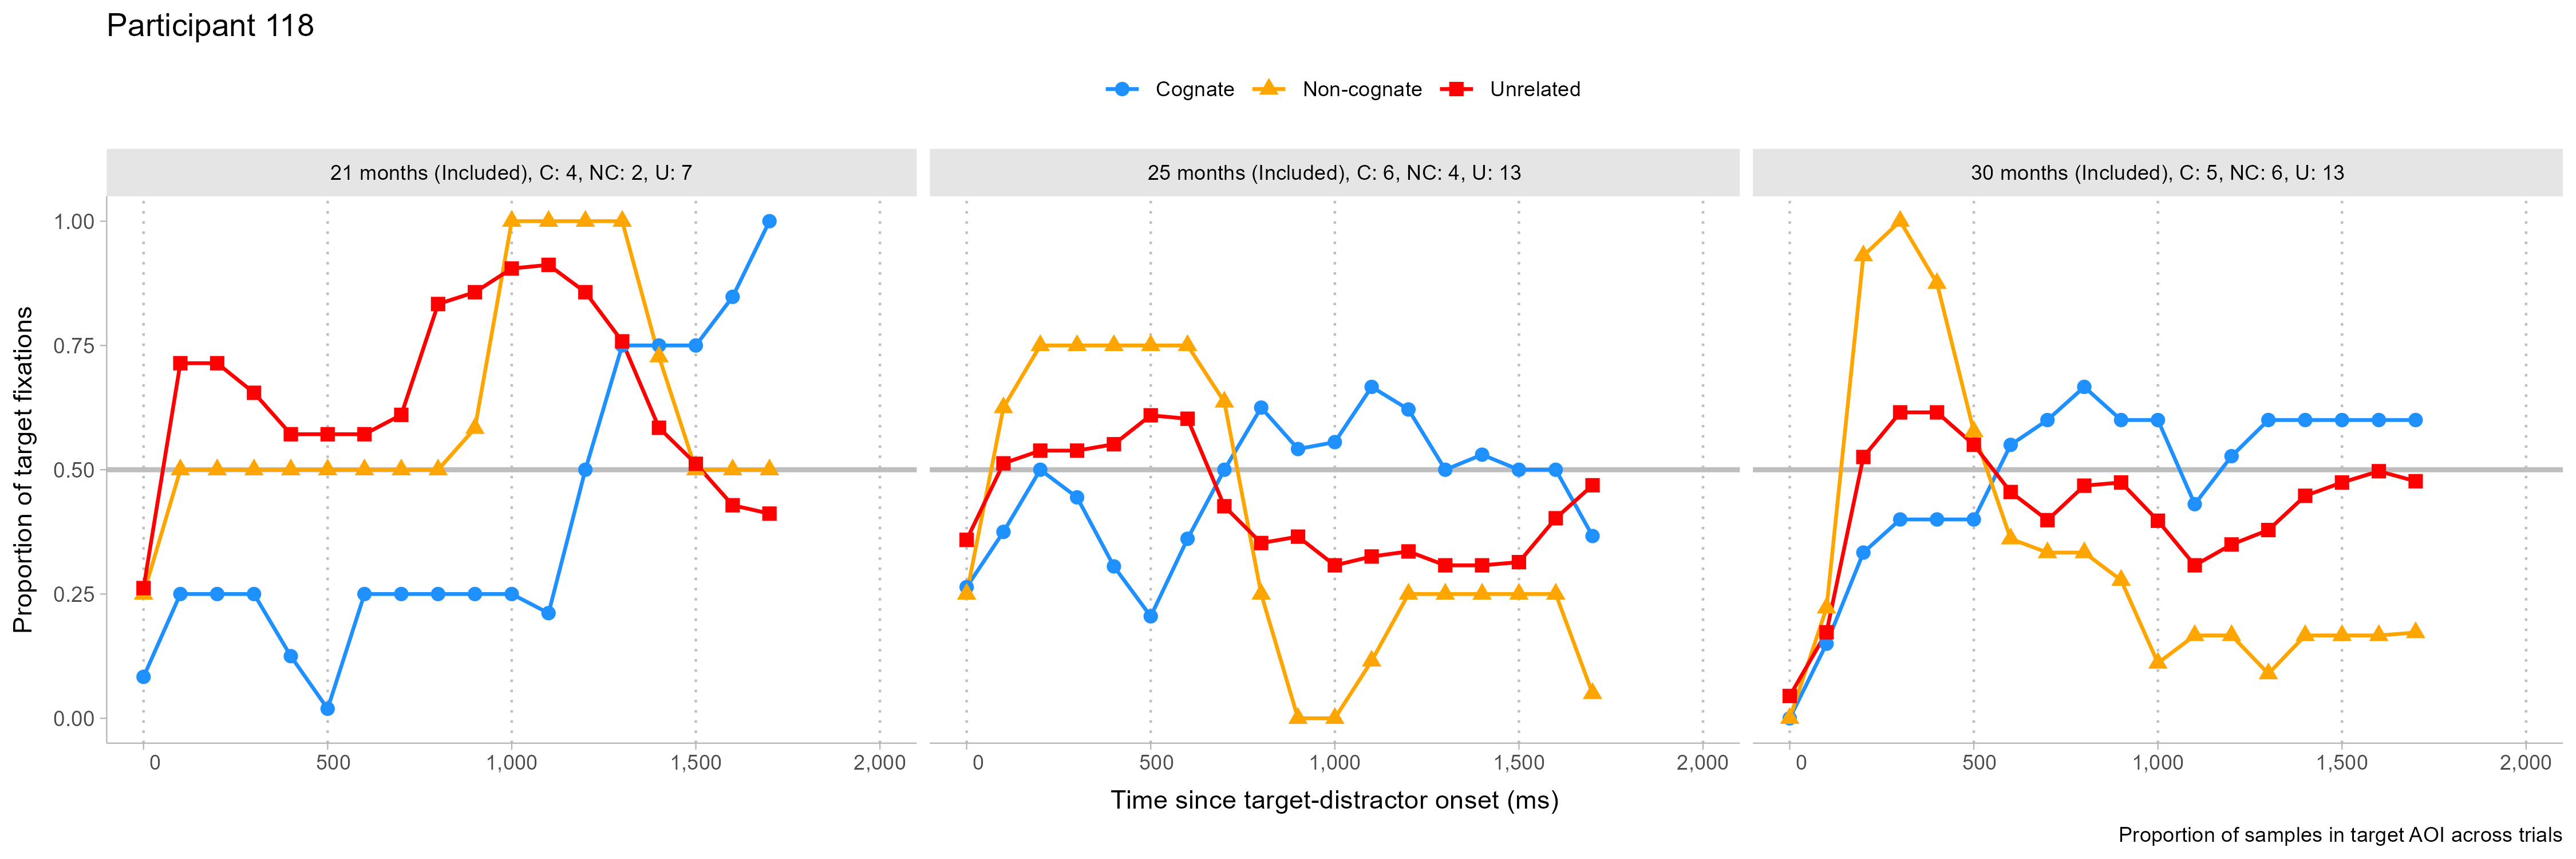 Participant 118
Cognate Non-cognate Unrelated
21 months (Included), C: 4, NC: 2, U: 7
25 months (Included), C: 6, NC: 4, U: 13
30 months (Included), C: 5, NC: 6, U: 13
Proportion of target fixations
1.00
0.75
0.50
0.25
0.00
0 500 1,000 1,500 2,000
0 500 1,000 1,500 2,000
0 500 1,000 1,500 2,000
Time since target-distractor onset (ms)
Proportion of samples in target AOI across trials